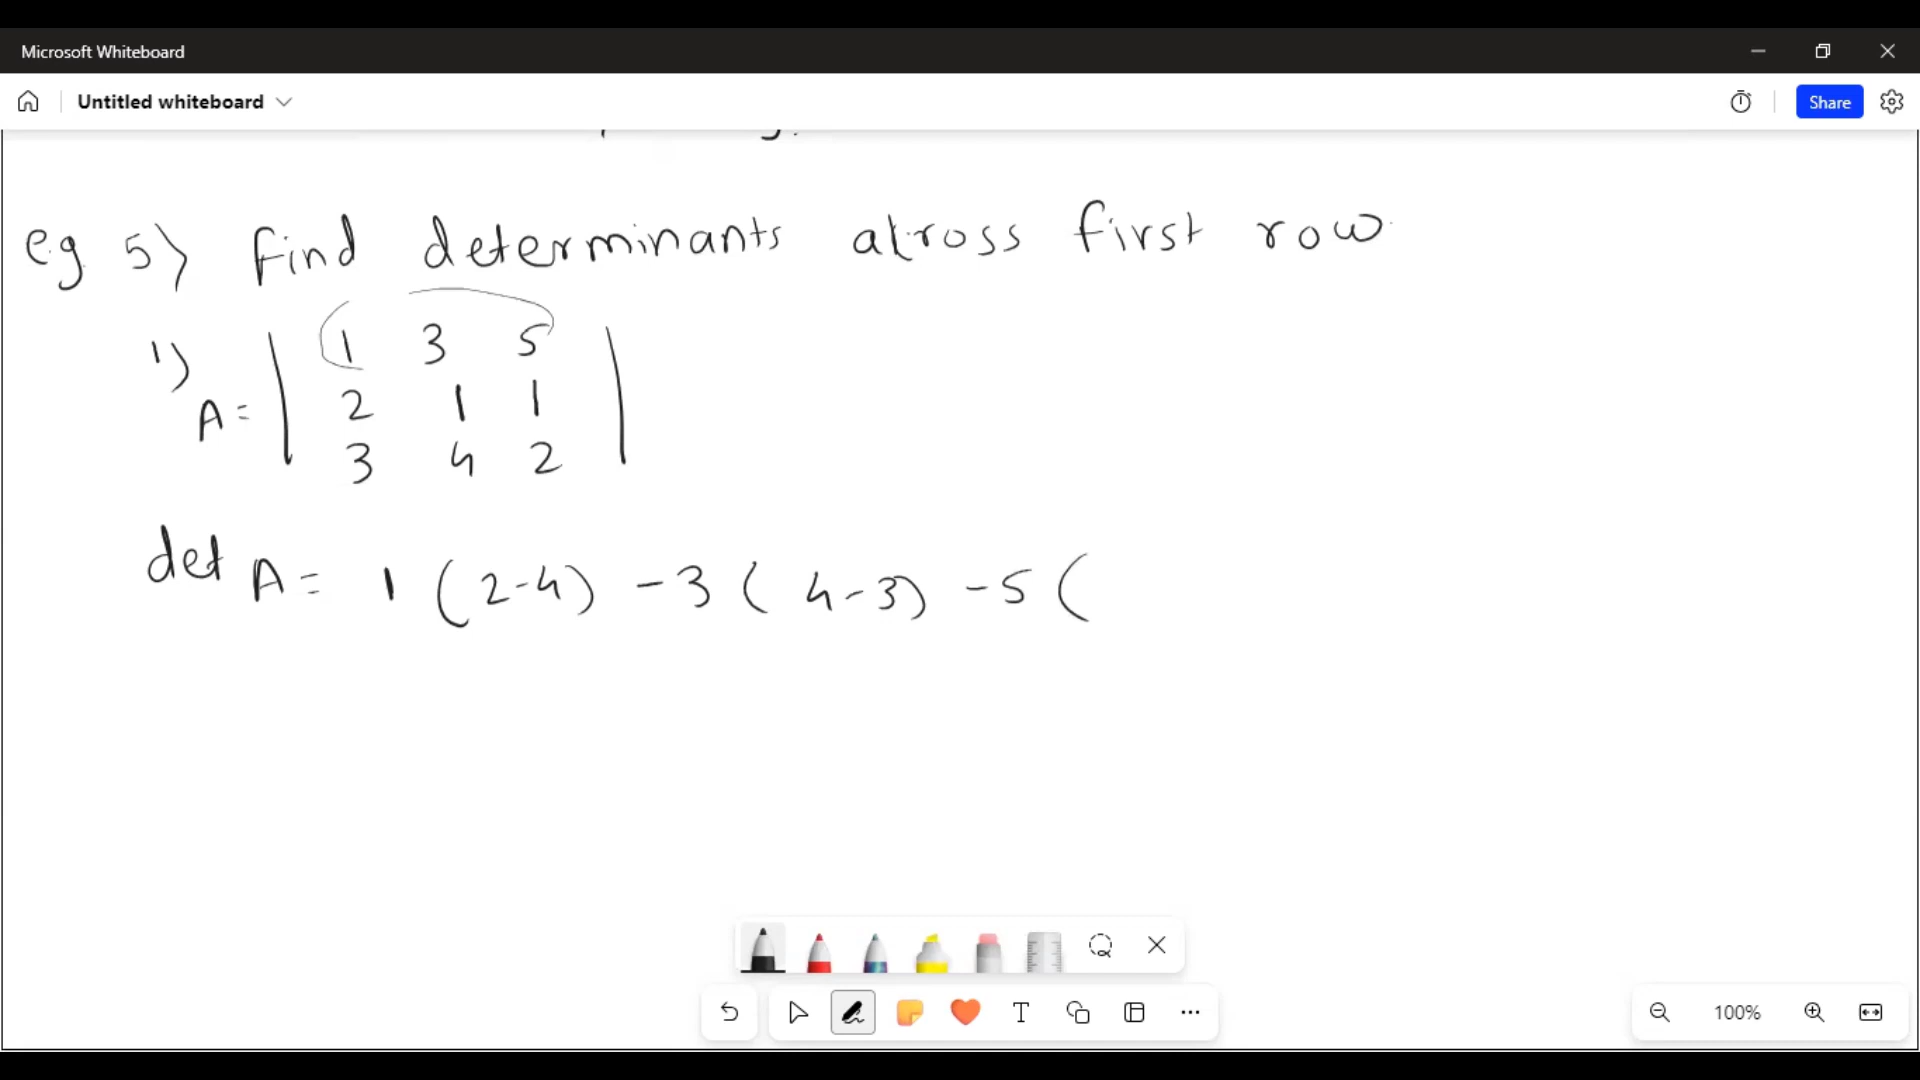 Microsoft Whiteboard
Untitled whiteboard
Share
e.g. 5) find determinants across first row.
1)
1 3 5
A = 2 1 1
3 4 2
det A = 1 (2-4) -3 ( 4-3) -5 (
T
100%